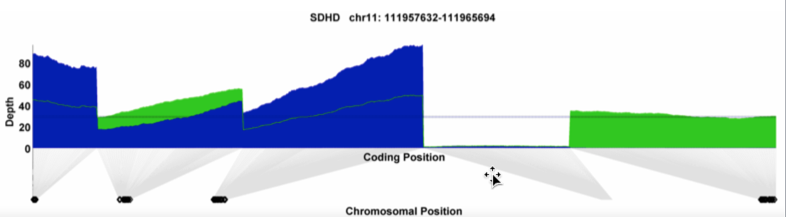 SDHD chr11: 111957632-111965694
80
60
40
20
0
Depth
Coding Position
Chromosomal Position